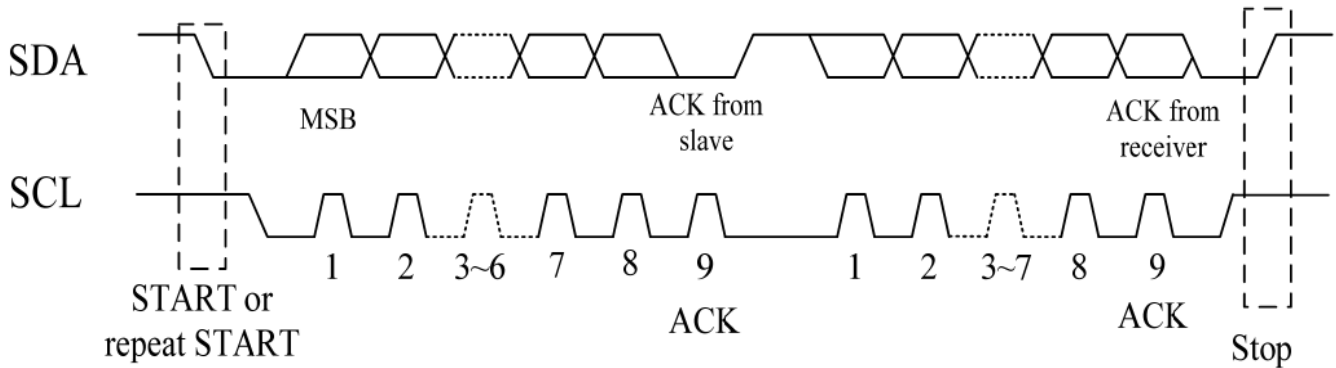 SDA
MSB
ACK from
slave
ACK from
receiver
SCL
1 2 3~6 7 8 9 1 2 3~7 8 9
START or
repeat START
ACK
ACK
Stop